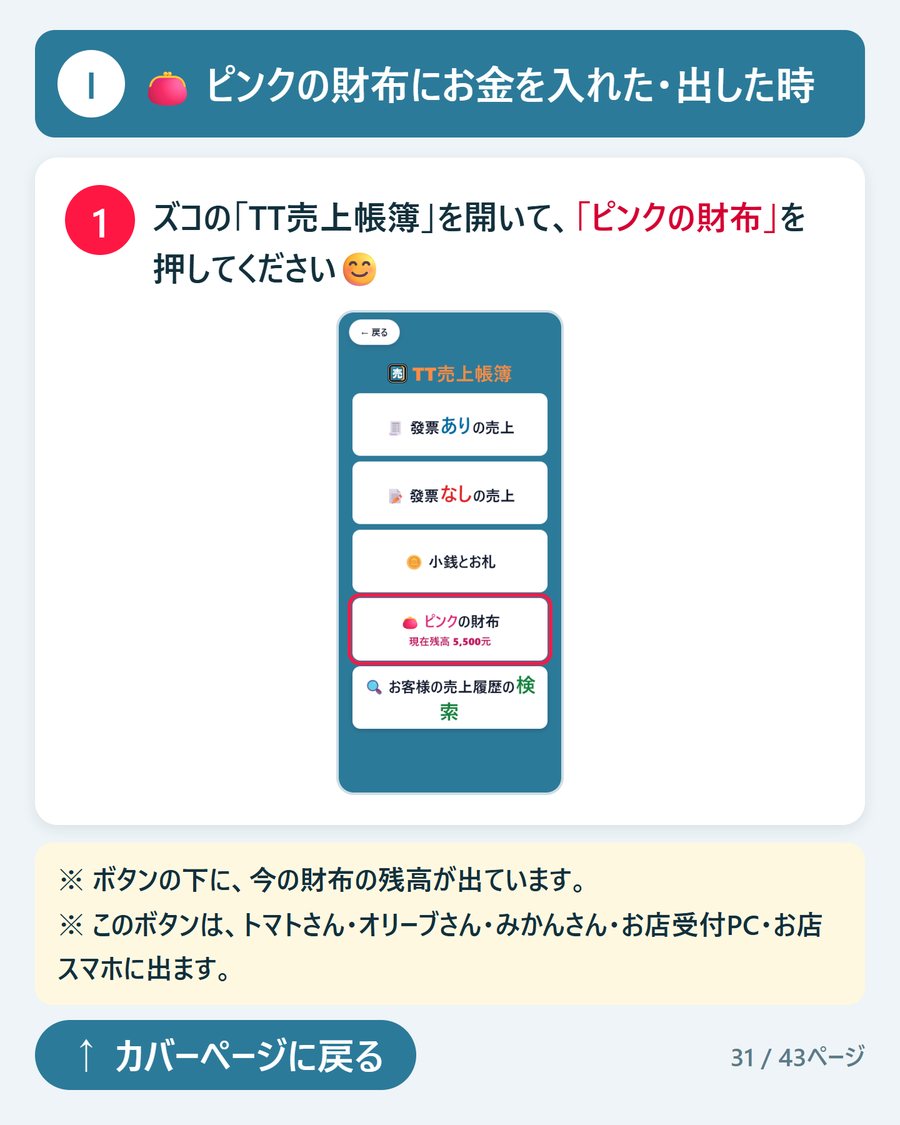 I 👛 ピンクの財布にお金を入れた・出した時
1 ズコの「TT売上帳簿」を開いて、「ピンクの財布」を
押してください😊
← 戻る
売 TT売上帳簿
🧾 發票ありの売上
📝 發票なしの売上
🪙 小銭とお札
👛 ピンクの財布
現在残高 5,500元
🔍 お客様の売上履歴の検
索
※ ボタンの下に、今の財布の残高が出ています。
※ このボタンは、トマトさん・オリーブさん・みかんさん・お店受付PC・お店
スマホに出ます。
↑ カバーページに戻る
31 / 43ページ